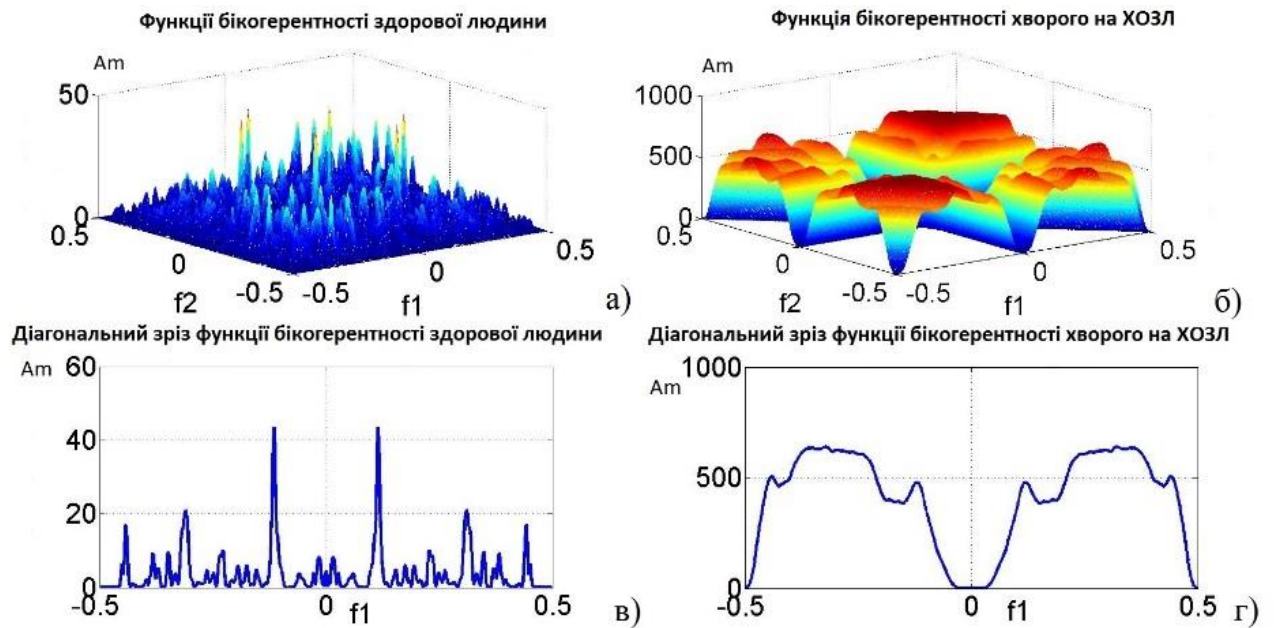 Функції бікогерентності здорової людини
Am
50
0
0.5
0
-0.5
f2
-0.5
0
0.5
f1
а)
Функція бікогерентності хворого на ХОЗЛ
Am
1000
500
0
0.5
0
-0.5
f2
-0.5
0
0.5
f1
б)
Діагональний зріз функції бікогерентності здорової людини
Am
60
40
20
0
-0.5
0
f1
0.5
в)
Діагональний зріз функції бікогерентності хворого на ХОЗЛ
Am
1000
500
0
-0.5
0
f1
0.5
г)